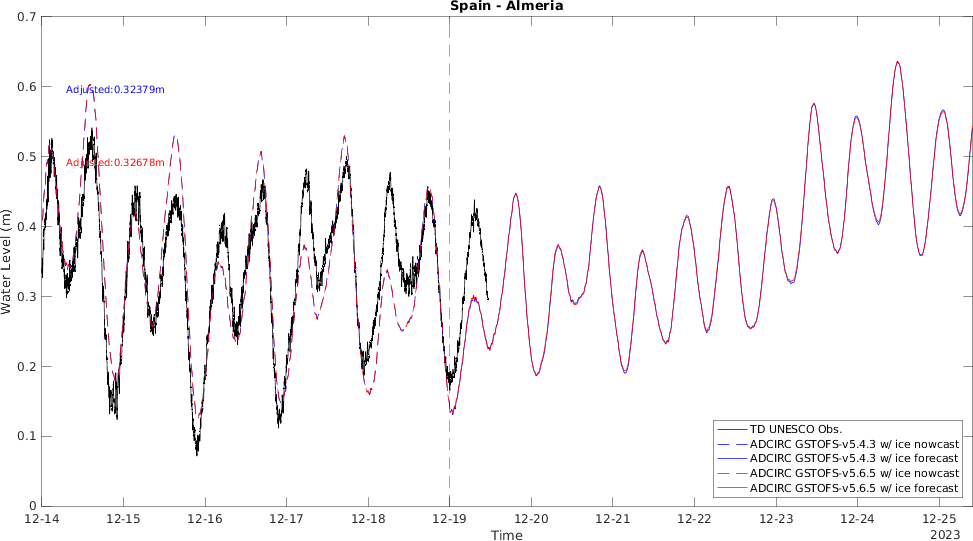 Spain - Almeria
0.7
0.6
0.5
0.4
0.3
0.2
0.1
0
Water Level (m)
Adjusted:0.32379m
Adjusted:0.32678m
TD UNESCO Obs.
ADCIRC GSTOFS-v5.4.3 w/ ice nowcast
ADCIRC GSTOFS-v5.4.3 w/ ice forecast
ADCIRC GSTOFS-v5.6.5 w/ ice nowcast
ADCIRC GSTOFS-v5.6.5 w/ ice forecast
12-14 12-15 12-16 12-17 12-18 12-19 12-20 12-21 12-22 12-23 12-24 12-25
Time
2023